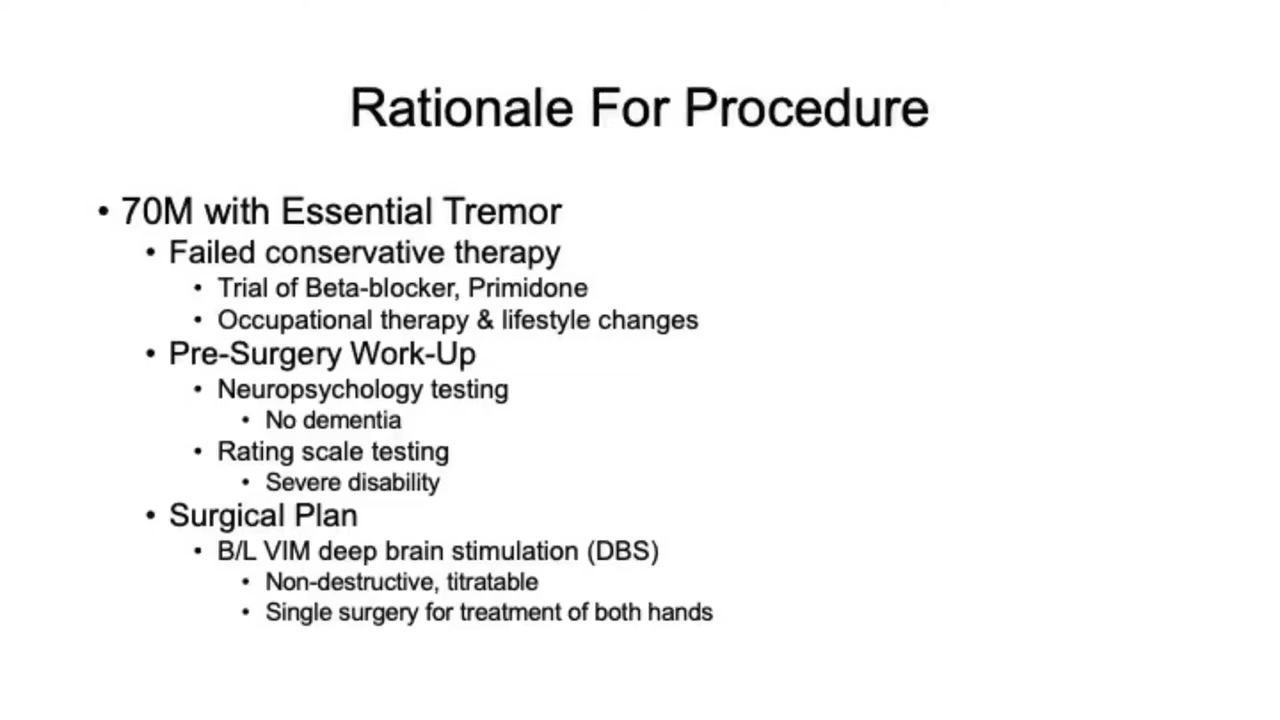 Rationale For Procedure
• 70M with Essential Tremor
• Failed conservative therapy
• Trial of Beta-blocker, Primidone
• Occupational therapy & lifestyle changes
• Pre-Surgery Work-Up
• Neuropsychology testing
• No dementia
• Rating scale testing
• Severe disability
• Surgical Plan
• B/L VIM deep brain stimulation (DBS)
• Non-destructive, titratable
• Single surgery for treatment of both hands